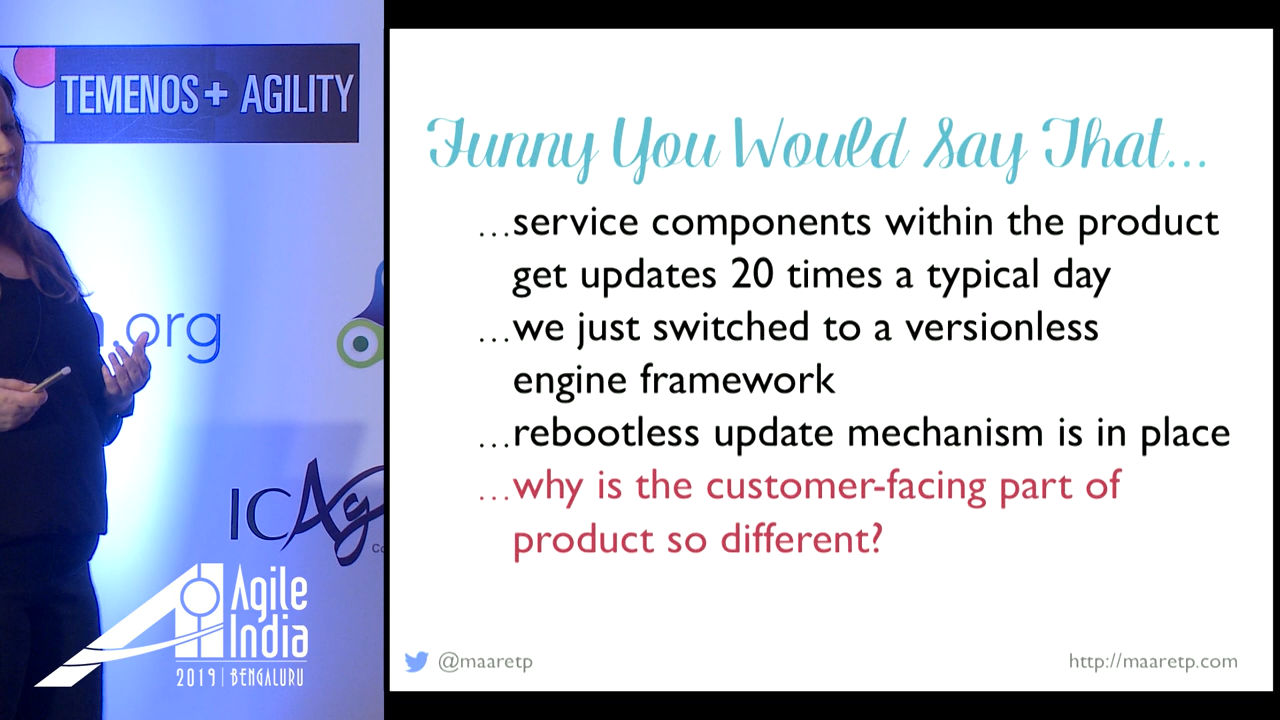 TEMENOS+ AGILITY
.org
ICAg
Agile
India
2019 | BENGALURU
Funny You Would Say That...
...service components within the product
get updates 20 times a typical day
...we just switched to a versionless
engine framework
...rebootless update mechanism is in place
...why is the customer-facing part of
product so different?
@maaretp
http://maaretp.com